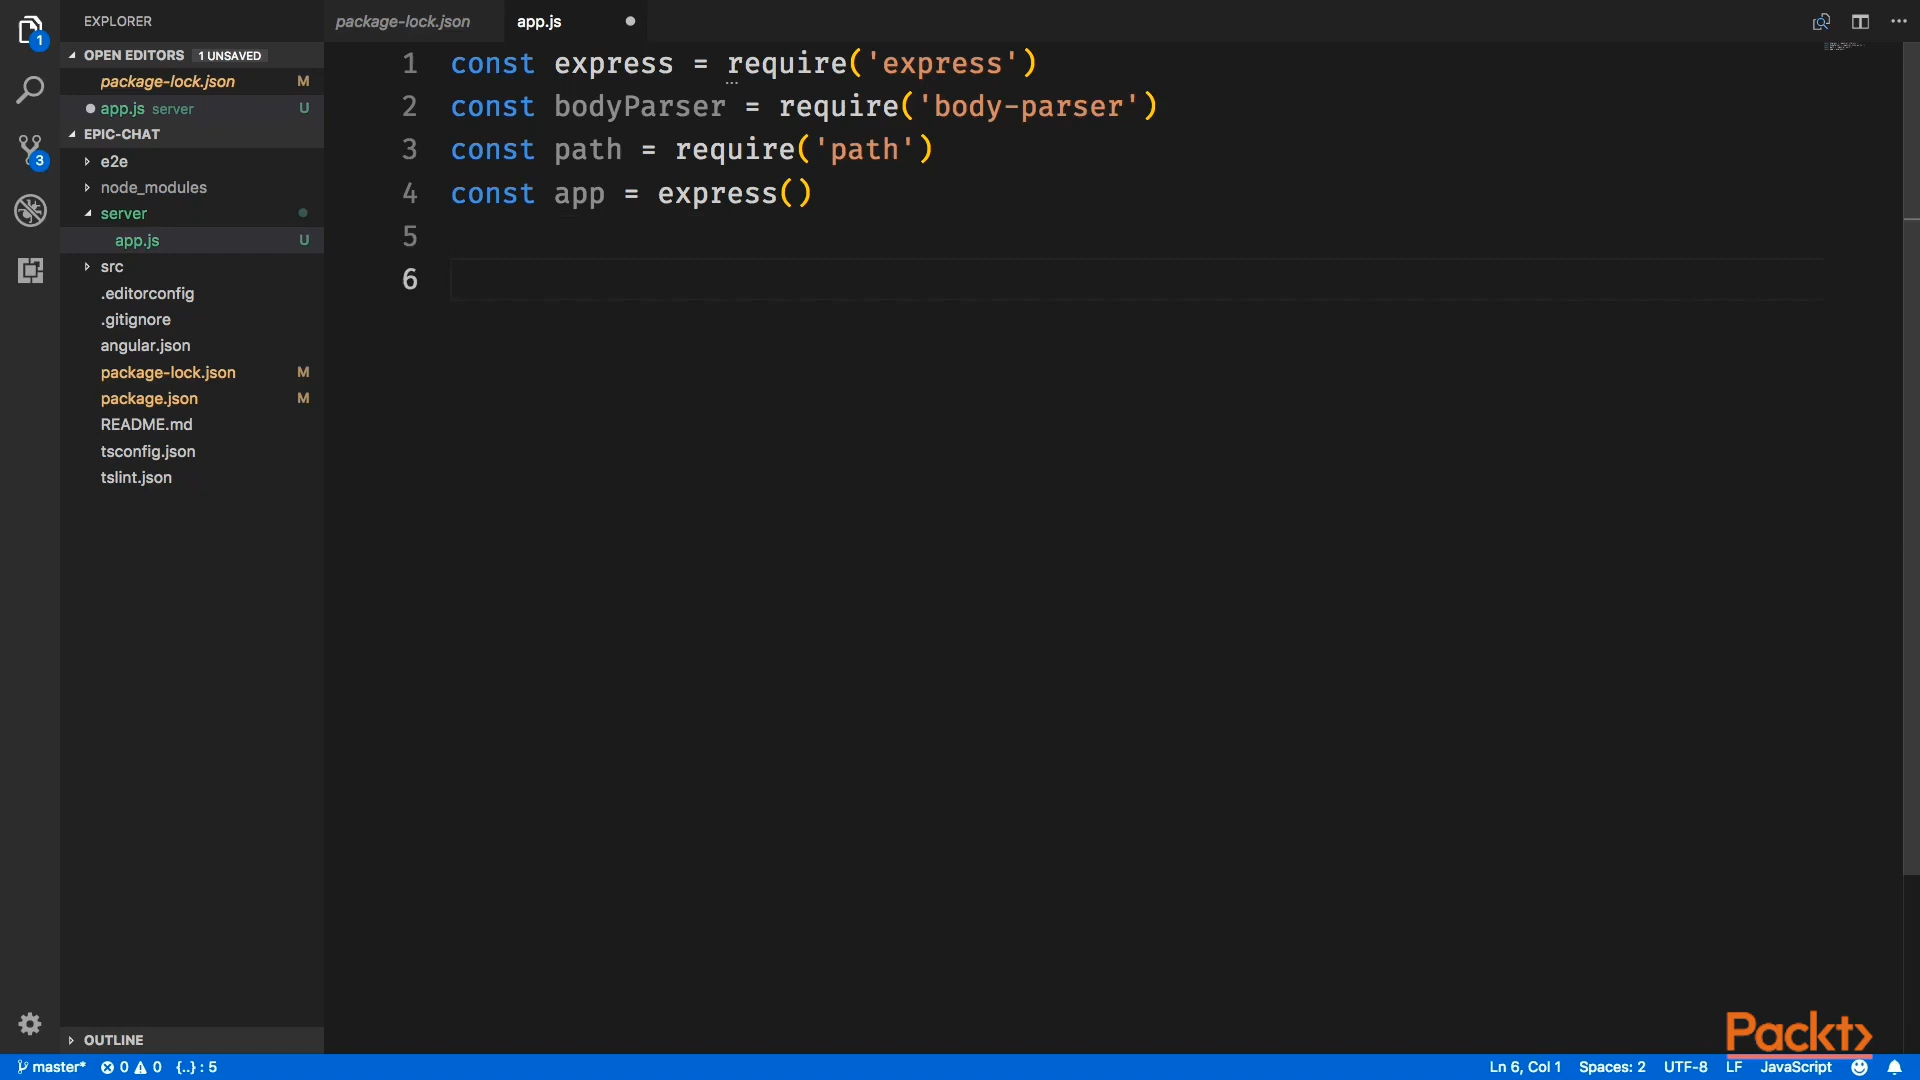 EXPLORER
package-lock.json
app.js
OPEN EDITORS 1 UNSAVED
package-lock.json M
app.js server U
EPIC-CHAT
e2e
node_modules
server
app.js U
src
.editorconfig
.gitignore
angular.json
package-lock.json M
package.json M
README.md
tsconfig.json
tslint.json
OUTLINE
1
3
1 const express = require('express')
2 const bodyParser = require('body-parser')
3 const path = require('path')
4 const app = express()
5
6
Packt>
master* 0 0 {..} : 5
Ln 6, Col 1 Spaces: 2 UTF-8 LF JavaScript